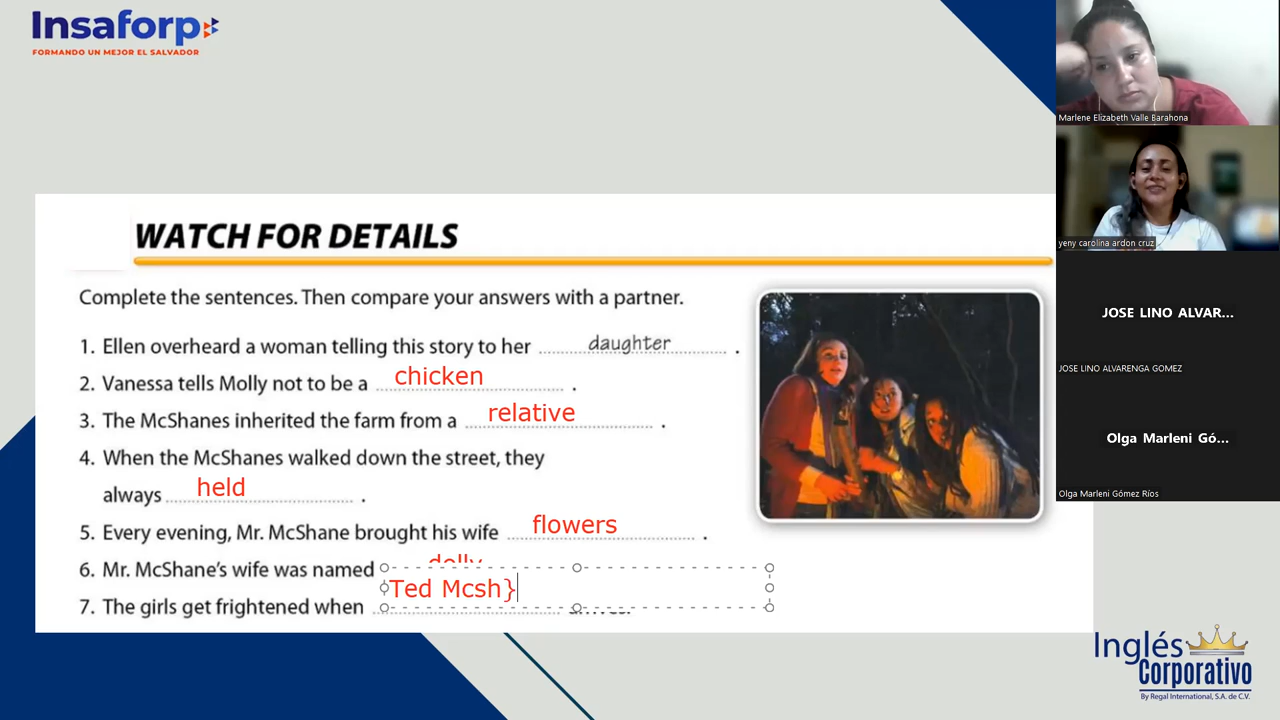 Insaforp
FORMANDO UN MEJOR EL SALVADOR
WATCH FOR DETAILS
Complete the sentences. Then compare your answers with a partner.
1. Ellen overheard a woman telling this story to her daughter .
2. Vanessa tells Molly not to be a chicken .
3. The McShanes inherited the farm from a relative .
4. When the McShanes walked down the street, they
always held .
5. Every evening, Mr. McShane brought his wife flowers .
6. Mr. McShane's wife was named dolly
Ted Mcsh}
7. The girls get frightened when
Marlene Elizabeth Valle Barahona
yeny carolina ardon cruz
JOSE LINO ALVAR...
JOSE LINO ALVARENGA GOMEZ
Olga Marleni Gó...
Olga Marleni Gómez Ríos
Inglés
Corporativo
By Regal International, S.A. de C.V.